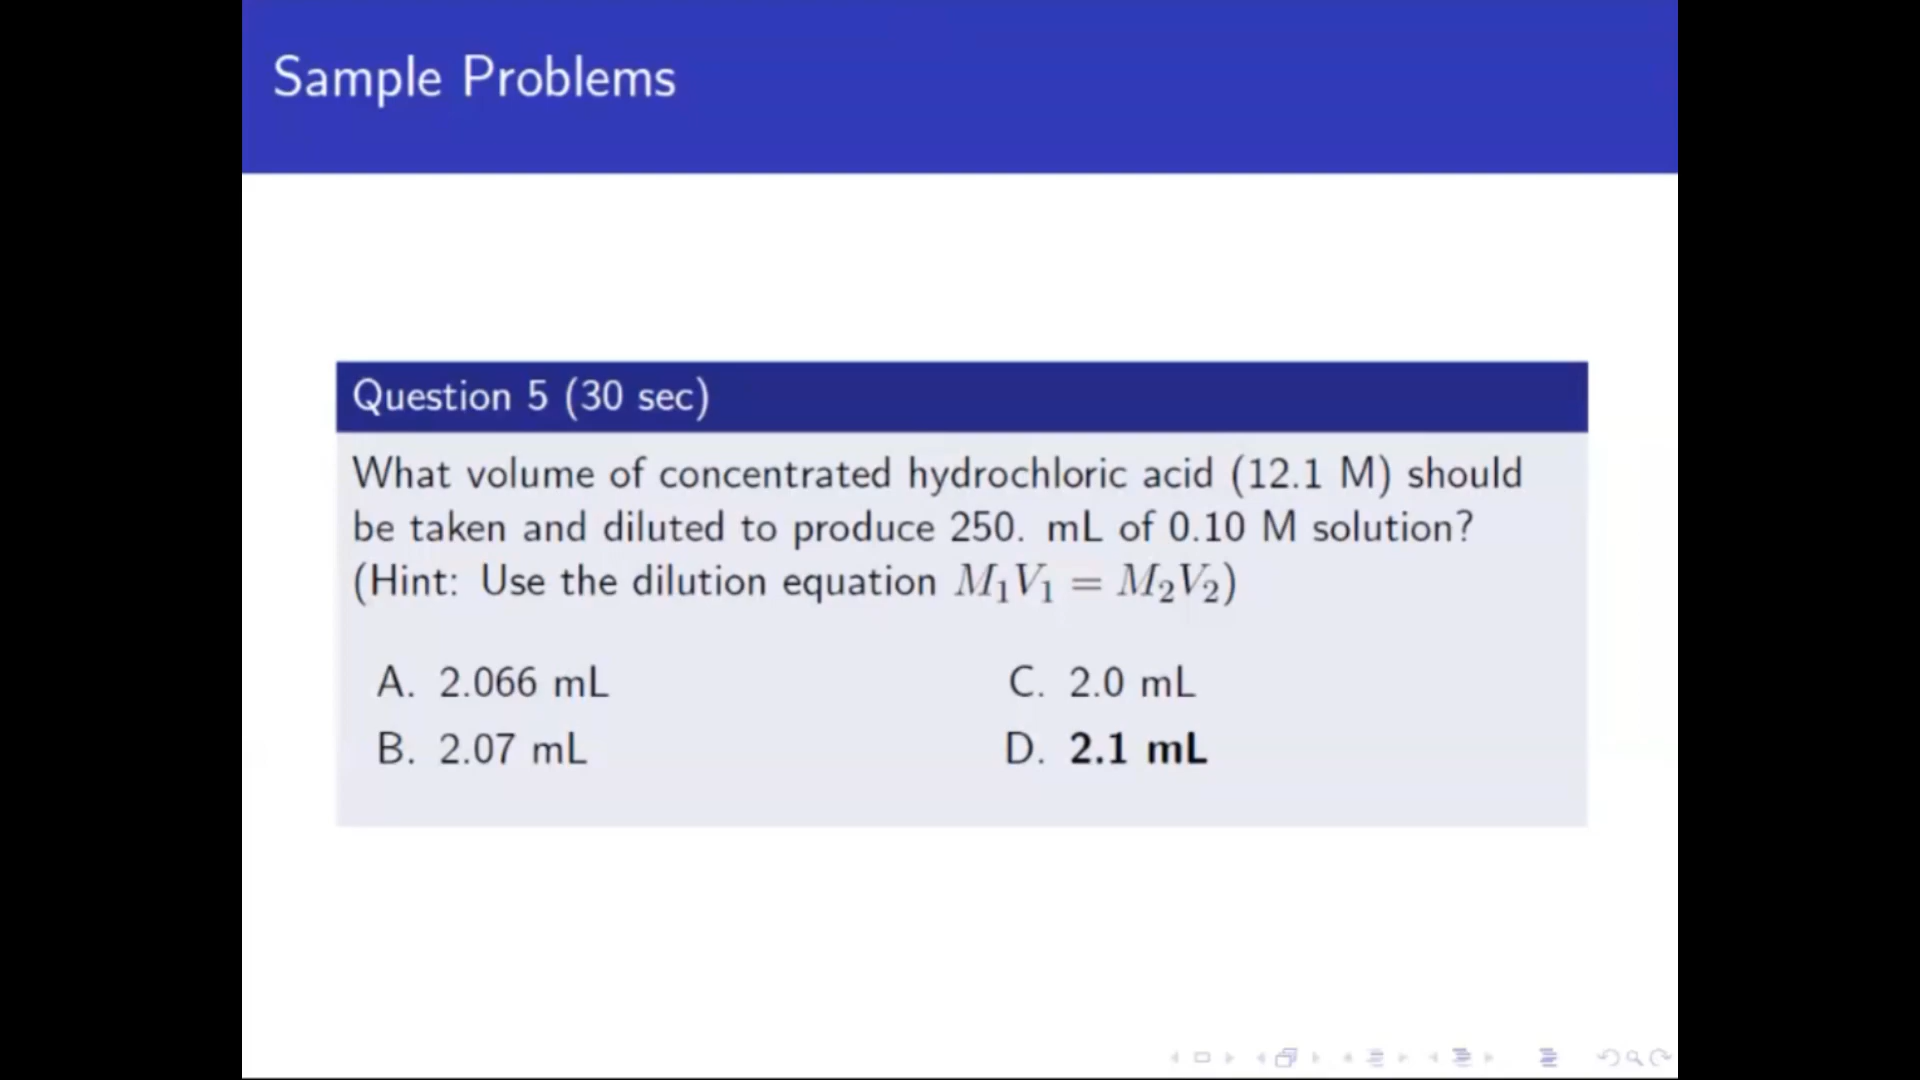 Sample Problems
Question 5 (30 sec)
What volume of concentrated hydrochloric acid (12.1 M) should
be taken and diluted to produce 250. mL of 0.10 M solution?
(Hint: Use the dilution equation M₁V₁ = M₂V₂)
A. 2.066 mL
B. 2.07 mL
C. 2.0 mL
D. 2.1 mL